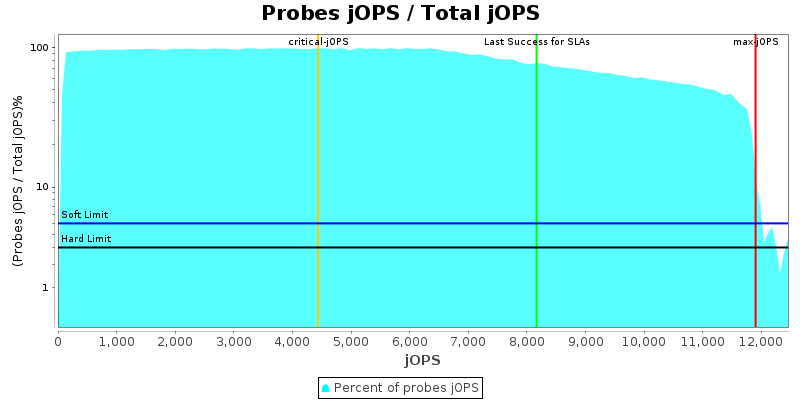 Probes jOPS / Total jOPS
critical-jOPS
Last Success for SLAs
max-jOPS
(Probes jOPS / Total jOPS)%
100
10
1
Soft Limit
Hard Limit
0
1,000
2,000
3,000
4,000
5,000
6,000
7,000
8,000
9,000
10,000
11,000
12,000
jOPS
Percent of probes jOPS